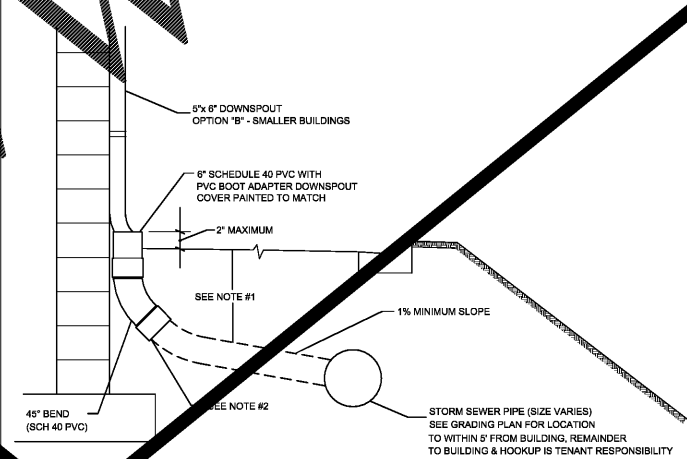 5"x 6" DOWNSPOUT
OPTION "B" - SMALLER BUILDINGS
6" SCHEDULE 40 PVC WITH
PVC BOOT ADAPTER DOWNSPOUT
COVER PAINTED TO MATCH
2" MAXIMUM
SEE NOTE #1
1% MINIMUM SLOPE
SEE NOTE #2
45° BEND
(SCH 40 PVC)
STORM SEWER PIPE (SIZE VARIES)
SEE GRADING PLAN FOR LOCATION
TO WITHIN 5' FROM BUILDING, REMAINDER
TO BUILDING & HOOKUP IS TENANT RESPONSIBILITY